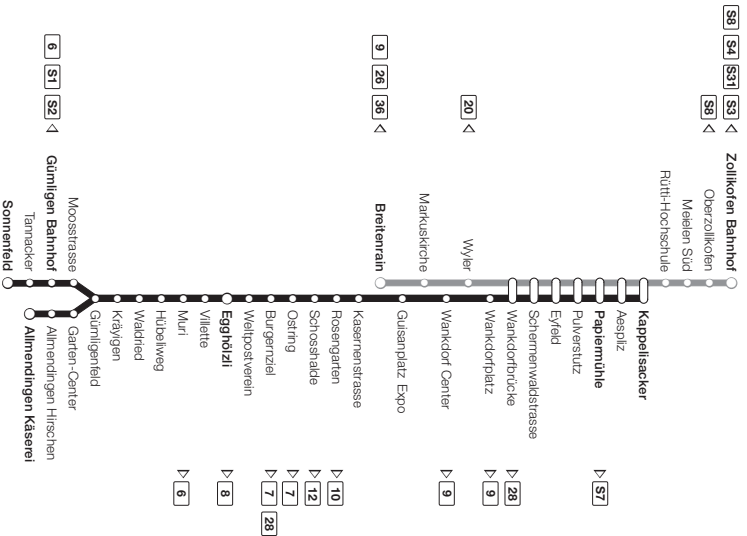 S8 S4 S31 S3
S8
20
9 26 36
6 S1 S2
Zollikofen Bahnhof
Oberzollikofen
Meielen Süd
Rütti-Hochschule
Wyler
Markuskirche
Breitenrain
Moosstrasse
Gümligen Bahnhof
Tannacker
Sonnenfeld
Kappelisacker
Aespliz
Papiermühle
Pulverstutz
Eyfeld
Schermenwaldstrasse
Wankdorfbrücke
Wankdorfplatz
Wankdorf Center
Guisanplatz Expo
Kasernenstrasse
Rosengarten
Schosshalde
Ostring
Burgernziel
Weltpostverein
Egghölzli
Villette
Muri
Hübeliweg
Waldried
Kräyigen
Gümligenfeld
Garten-Center
Allmendingen Hirschen
Allmendingen Käserei
S7
28
9
9
10
12
7
7 28
8
6